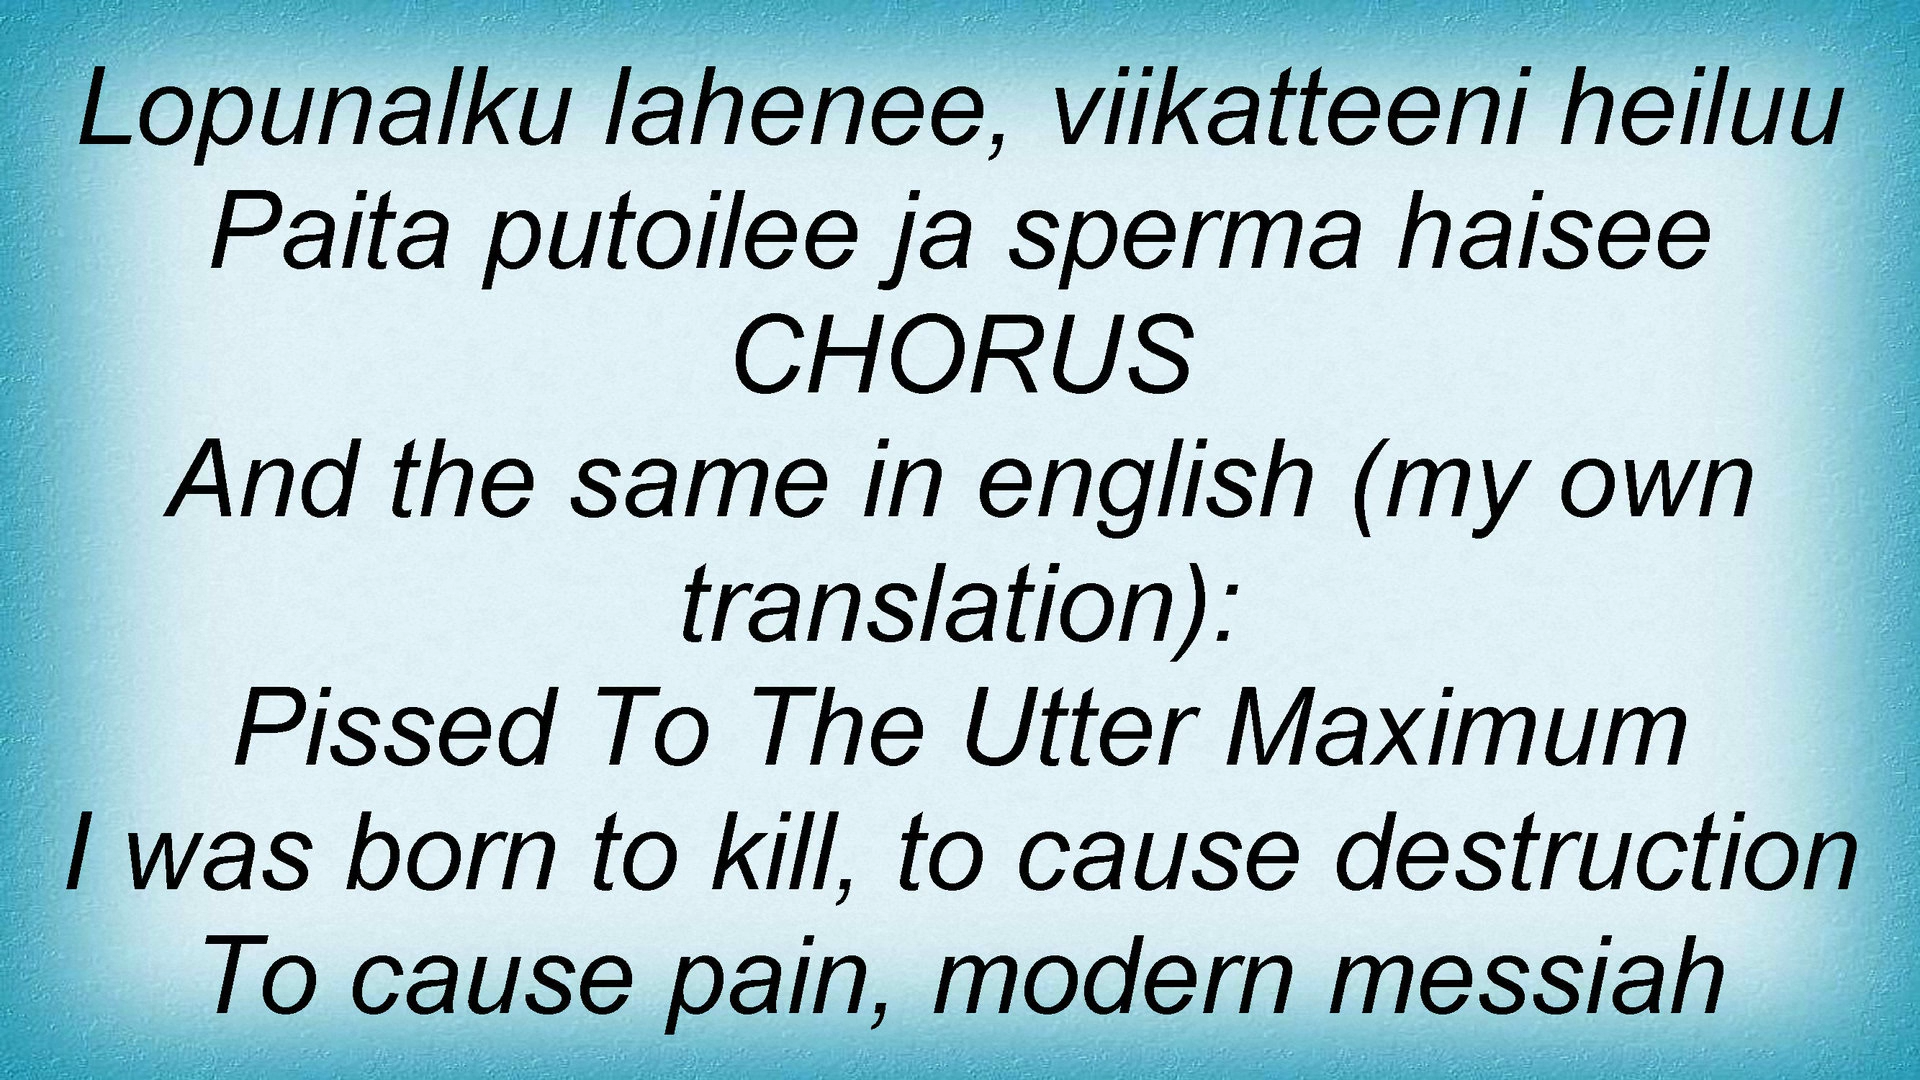 Lopunalku lahenee, viikatteeni heiluu
Paita putoilee ja sperma haisee
CHORUS
And the same in english (my own
translation):
Pissed To The Utter Maximum
I was born to kill, to cause destruction
To cause pain, modern messiah